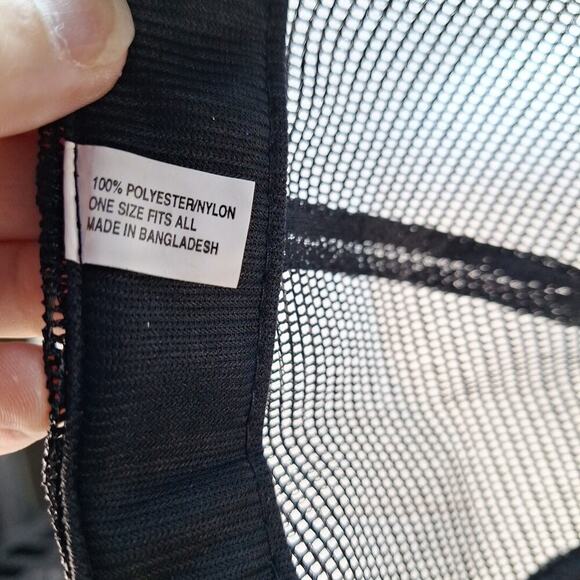 100% POLYESTER/NYLON
ONE SIZE FITS ALL
MADE IN BANGLADESH